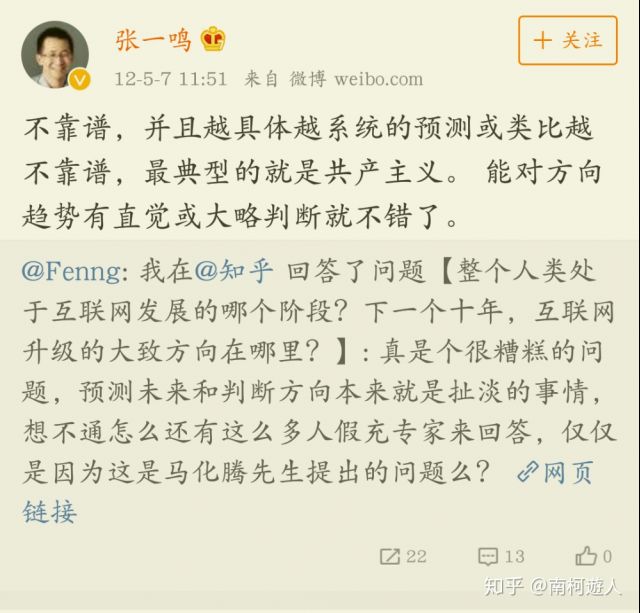 张一鸣
+ 关注
12-5-7 11:51 来自 微博 weibo.com
不靠谱，并且越具体越系统的预测或类比越
不靠谱，最典型的就是共产主义。 能对方向
趋势有直觉或大略判断就不错了。
@Fenng: 我在@知乎 回答了问题【整个人类处
于互联网发展的哪个阶段？下一个十年，互联网
升级的大致方向在哪里？】: 真是个很糟糕的问
题，预测未来和判断方向本来就是扯淡的事情，
想不通怎么还有这么多人假充专家来回答，仅仅
是因为这是马化腾先生提出的问题么？ 网页
链接
22 13 0
知乎 @南柯遊人